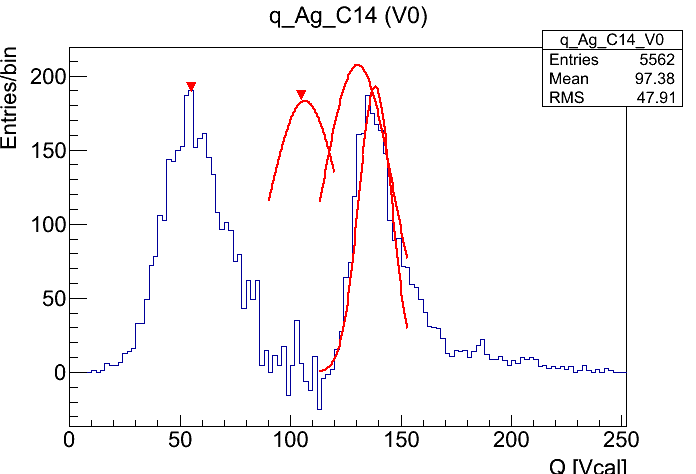 q_Ag_C14 (V0)
q_Ag_C14_V0
Entries 5562
Mean 97.38
RMS 47.91
Entries/bin
200
150
100
50
0
0 50 100 150 200 250
Q [Vcal]